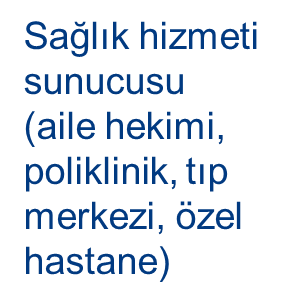 Sağlık hizmeti
sunucusu
(aile hekimi,
poliklinik, tıp
merkezi, özel
hastane)